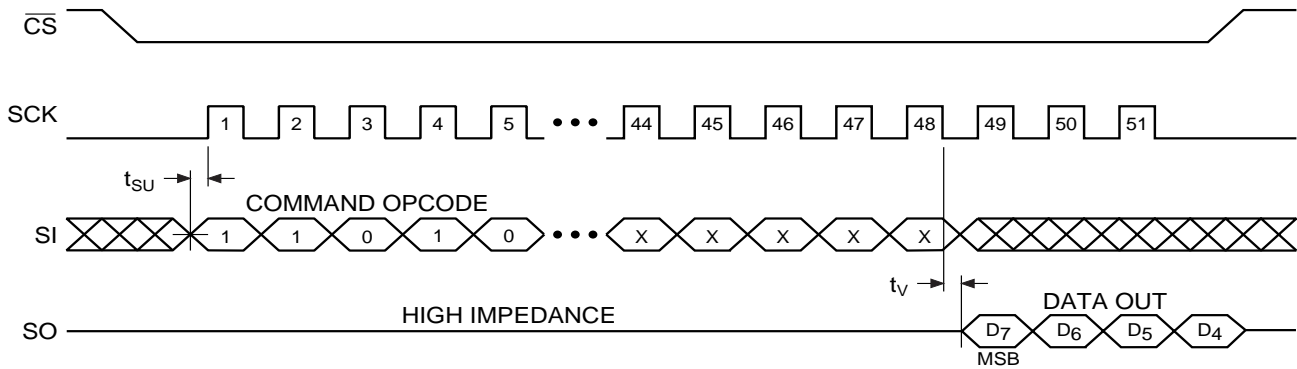 CS
SCK 1 2 3 4 5 ••• 44 45 46 47 48 49 50 51
tSU
COMMAND OPCODE
SI 1 1 0 1 0 ••• X X X X X
tV
HIGH IMPEDANCE DATA OUT
SO D7 D6 D5 D4
MSB